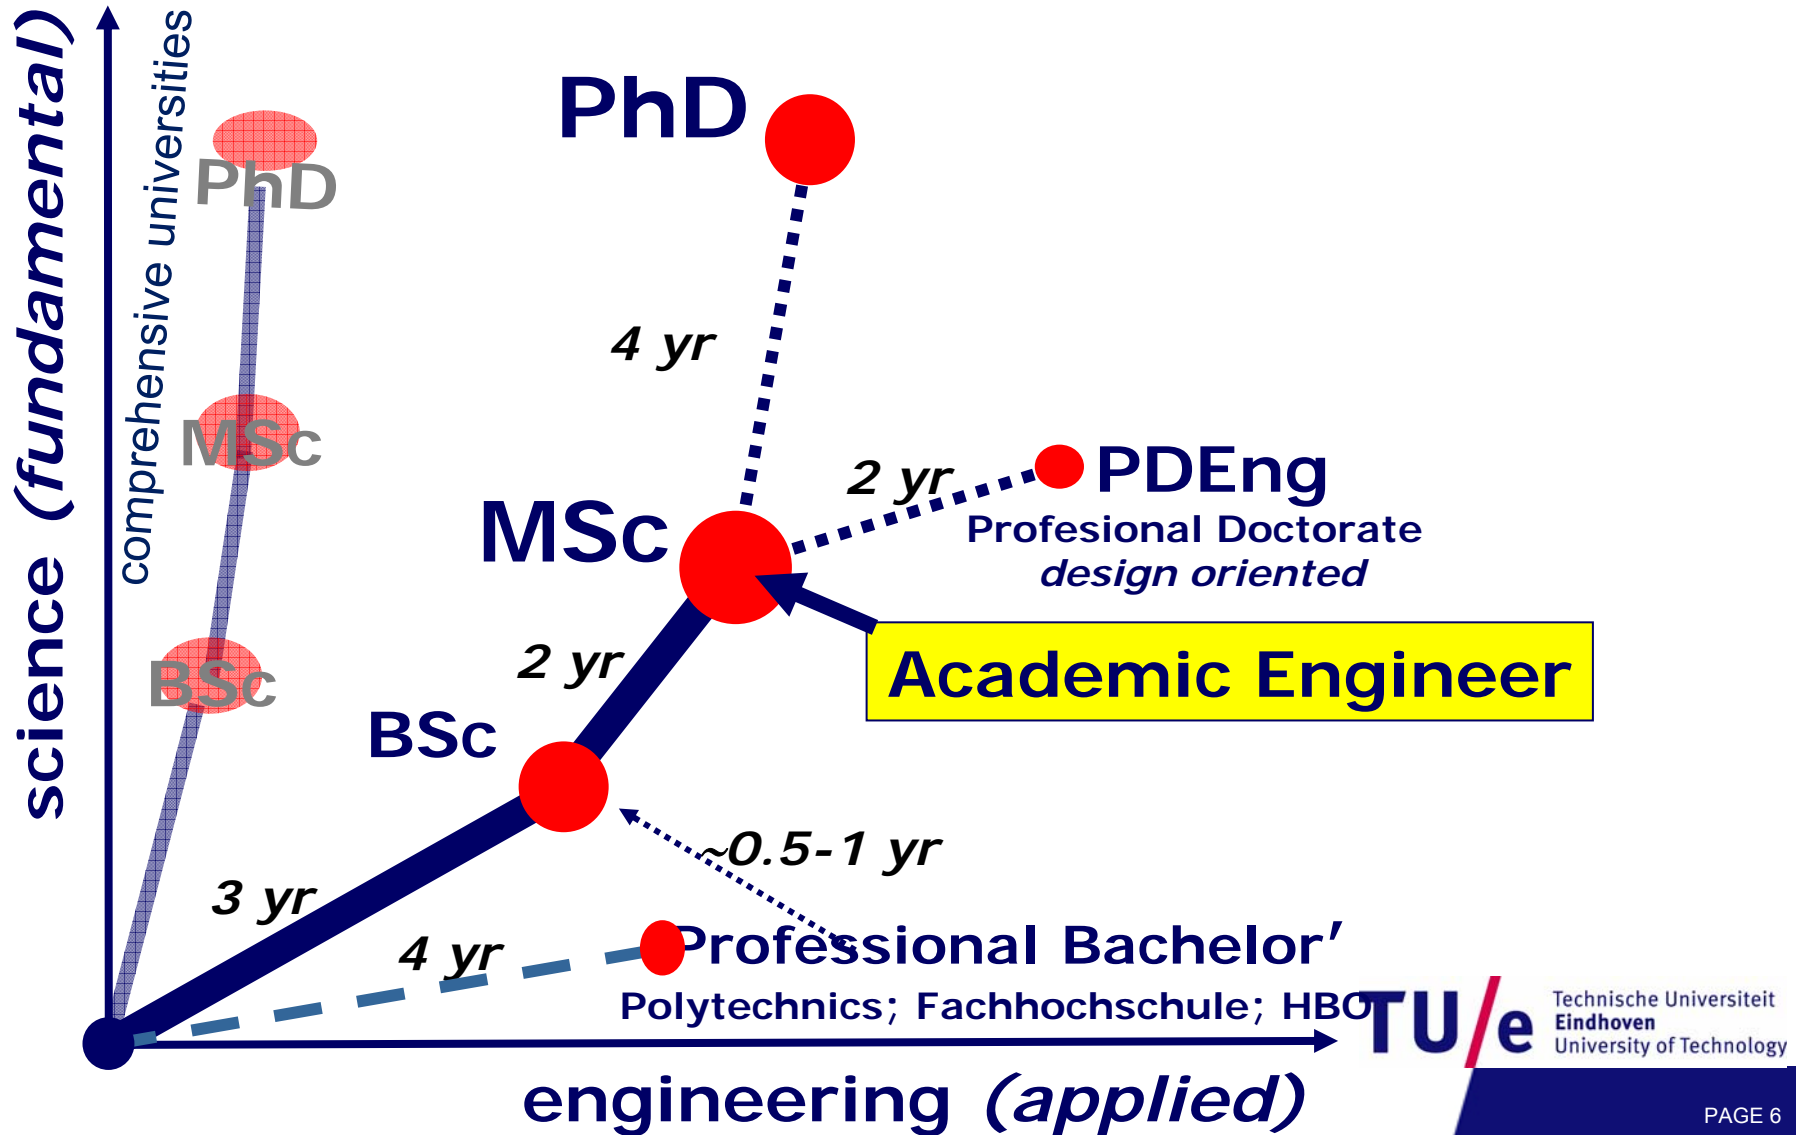 science (fundamental)
comprehensive universities
PhD
MSc
BSc
PhD
4 yr
2 yr
PDEng
Profesional Doctorate
design oriented
MSc
Academic Engineer
2 yr
BSc
~0.5-1 yr
3 yr
4 yr
Professional Bachelor’
Polytechnics; Fachhochschule; HBO
engineering (applied)
TU/e
Technische Universiteit
Eindhoven
University of Technology
PAGE 6